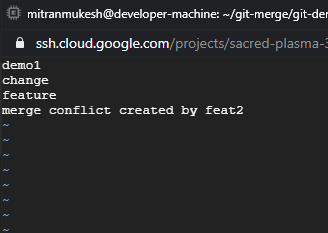 mitranmukesh@developer-machine: ~/git-merge/git-der
ssh.cloud.google.com/projects/sacred-plasma-3
demo1
change
feature
merge conflict created by feat2
~
~
~
~
~
~
~
~